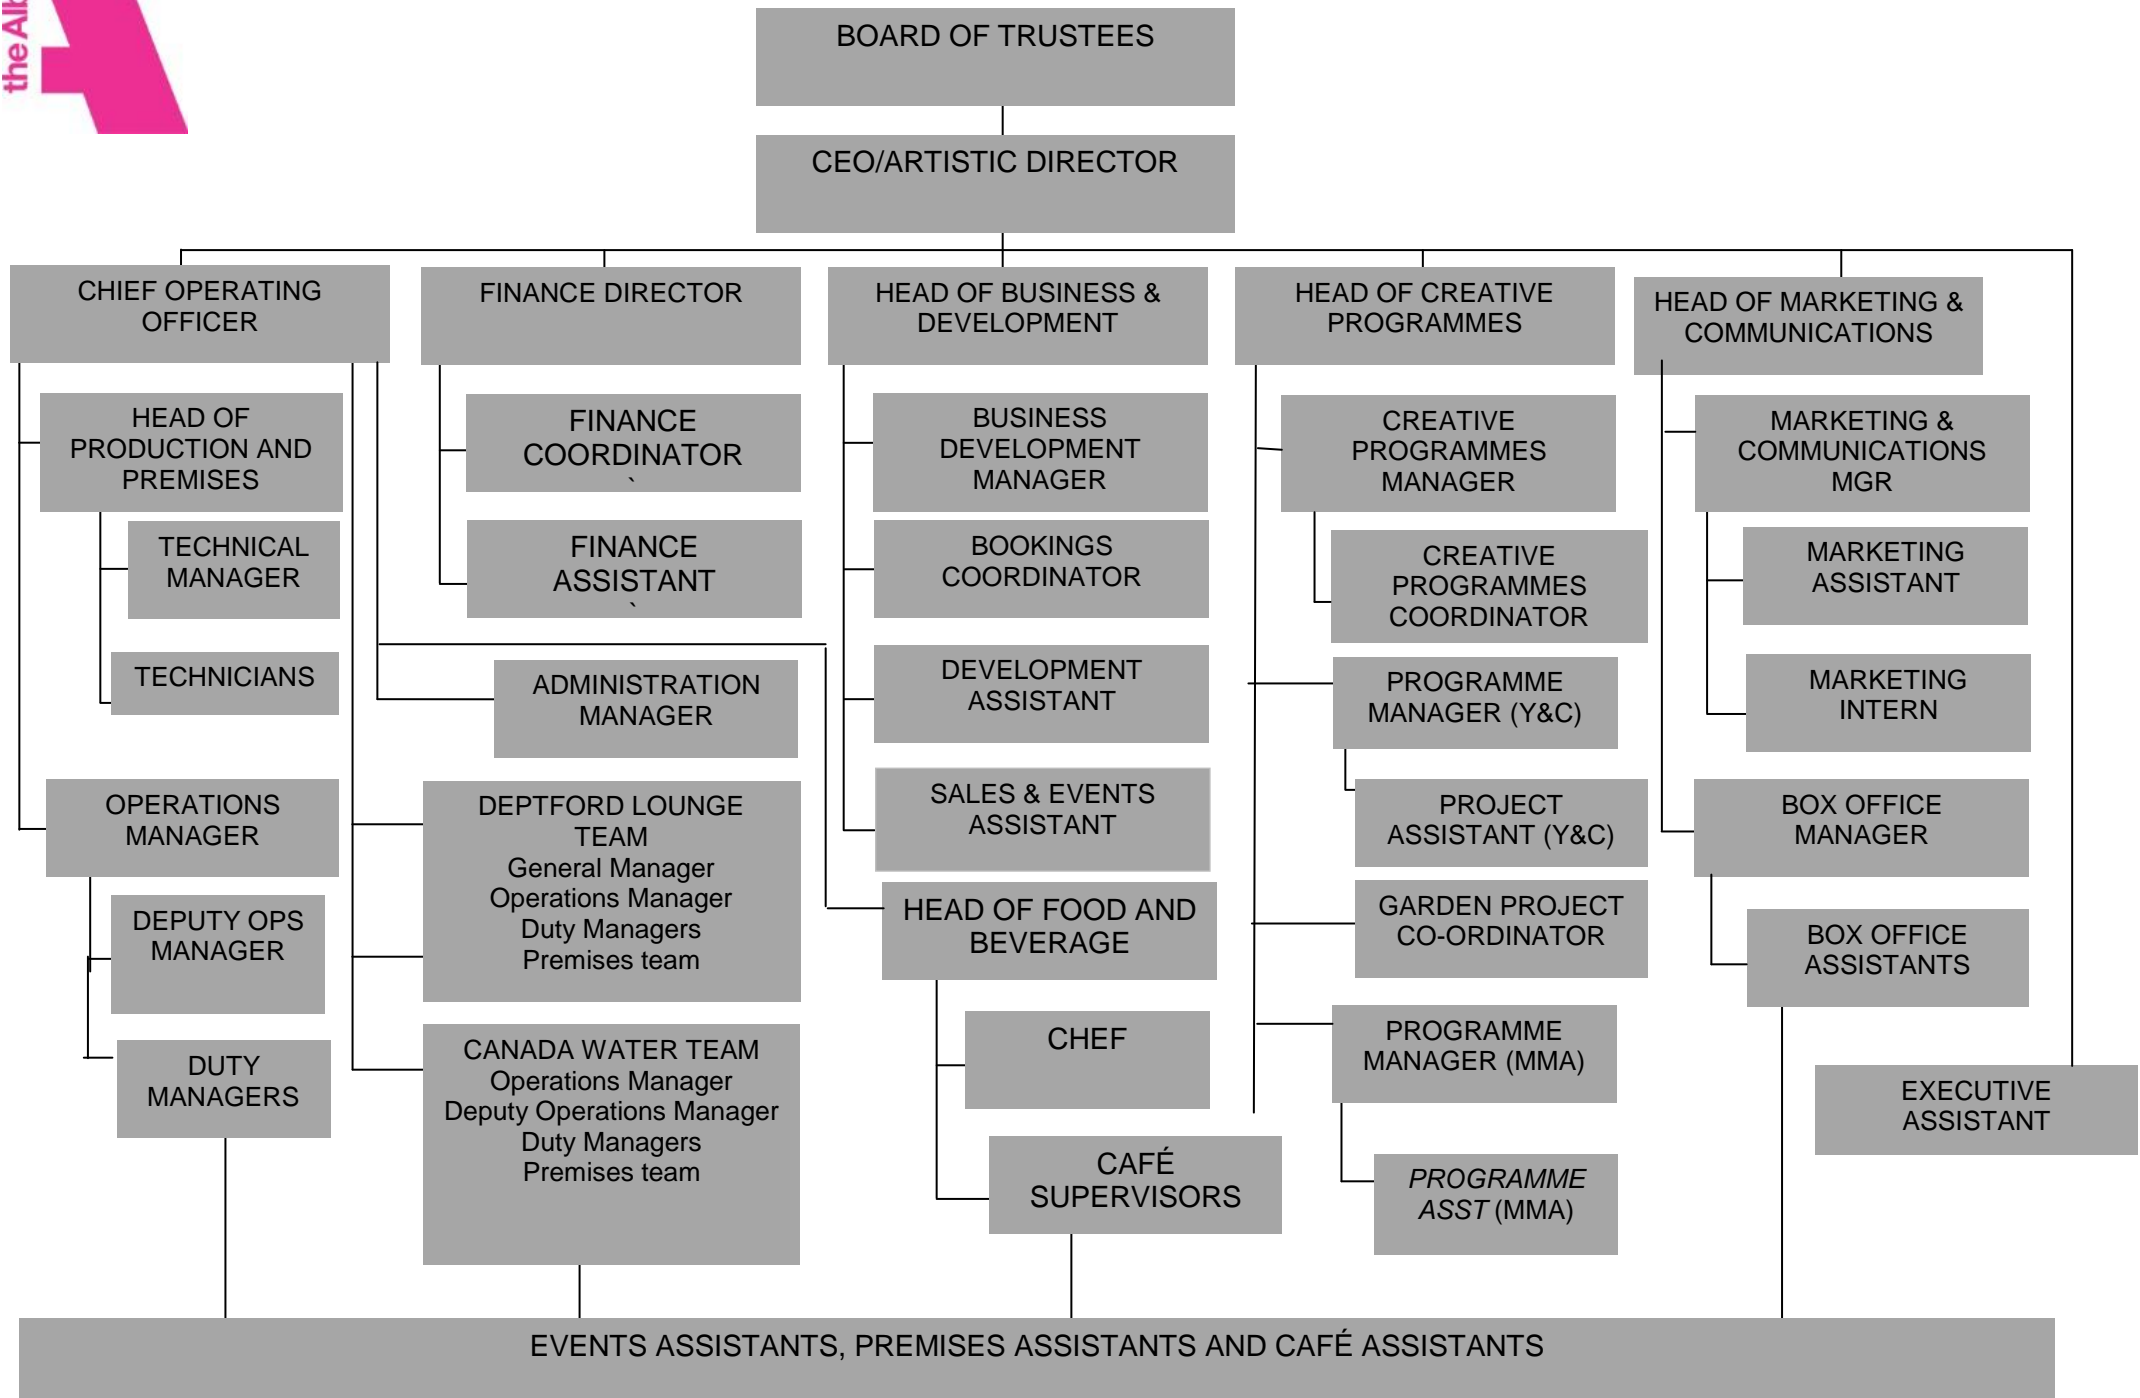 BOARD OF TRUSTEES
CEO/ARTISTIC DIRECTOR
CHIEF OPERATING
OFFICER
HEAD OF
PRODUCTION AND
PREMISES
TECHNICAL
MANAGER
TECHNICIANS
OPERATIONS
MANAGER
DEPUTY OPS
MANAGER
DUTY
MANAGERS
FINANCE DIRECTOR
FINANCE
COORDINATOR
`
FINANCE
ASSISTANT
`
ADMINISTRATION
MANAGER
DEPTFORD LOUNGE
TEAM
General Manager
Operations Manager
Duty Managers
Premises team
CANADA WATER TEAM
Operations Manager
Deputy Operations Manager
Duty Managers
Premises team
HEAD OF BUSINESS &
DEVELOPMENT
BUSINESS
DEVELOPMENT
MANAGER
BOOKINGS
COORDINATOR
DEVELOPMENT
ASSISTANT
SALES & EVENTS
ASSISTANT
HEAD OF FOOD AND
BEVERAGE
CHEF
CAFÉ
SUPERVISORS
HEAD OF CREATIVE
PROGRAMMES
CREATIVE
PROGRAMMES
MANAGER
CREATIVE
PROGRAMMES
COORDINATOR
PROGRAMME
MANAGER (Y&C)
PROJECT
ASSISTANT (Y&C)
GARDEN PROJECT
CO-ORDINATOR
PROGRAMME
MANAGER (MMA)
PROGRAMME
ASST (MMA)
HEAD OF MARKETING &
COMMUNICATIONS
MARKETING &
COMMUNICATIONS
MGR
MARKETING
ASSISTANT
MARKETING
INTERN
BOX OFFICE
MANAGER
BOX OFFICE
ASSISTANTS
EXECUTIVE
ASSISTANT
EVENTS ASSISTANTS, PREMISES ASSISTANTS AND CAFÉ ASSISTANTS